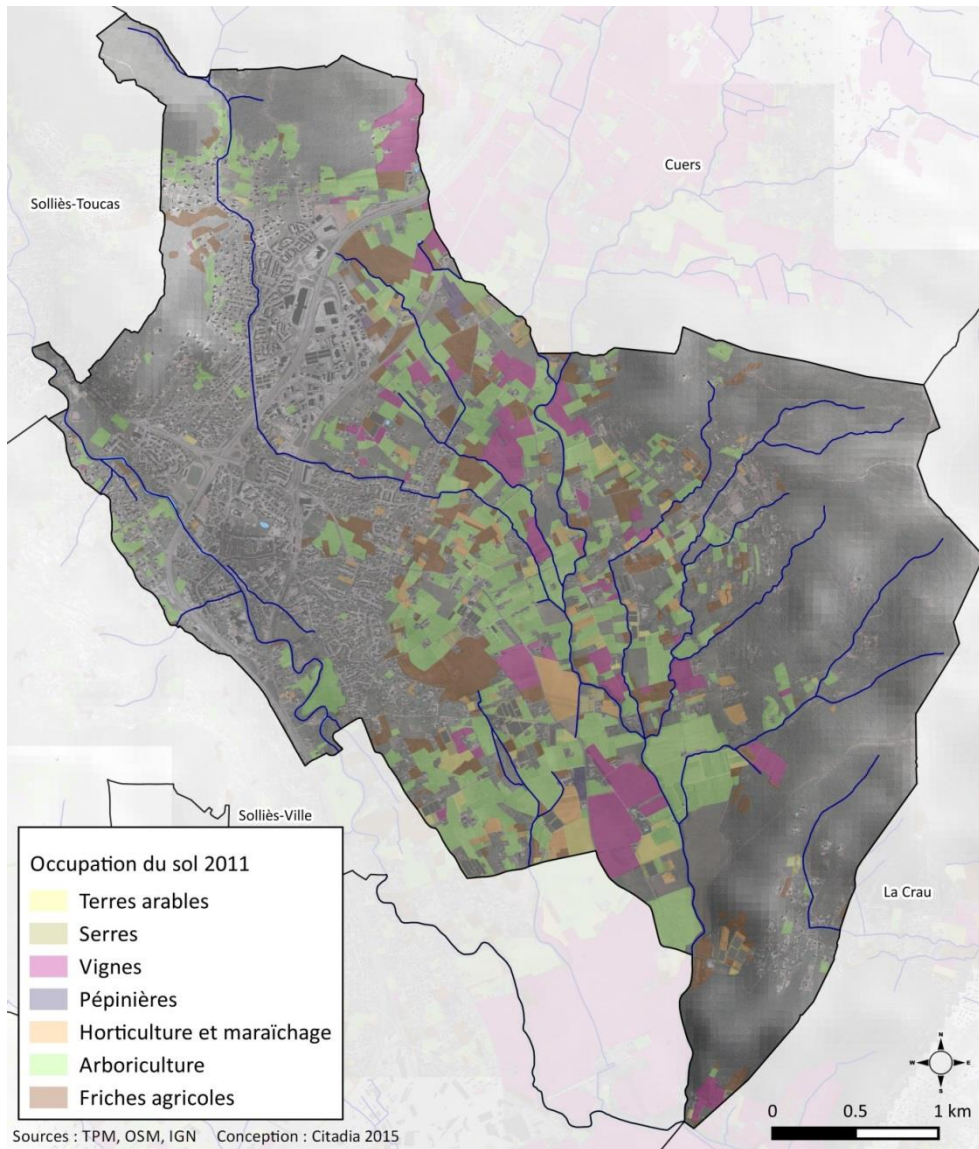 Cuers
Solliès-Toucas
Solliès-Ville
La Crau
Occupation du sol 2011
Terres arables
Serres
Vignes
Pépinières
Horticulture et maraîchage
Arboriculture
Friches agricoles
N
W E
S
0 0.5 1 km
Sources : TPM, OSM, IGN Conception : Citadia 2015